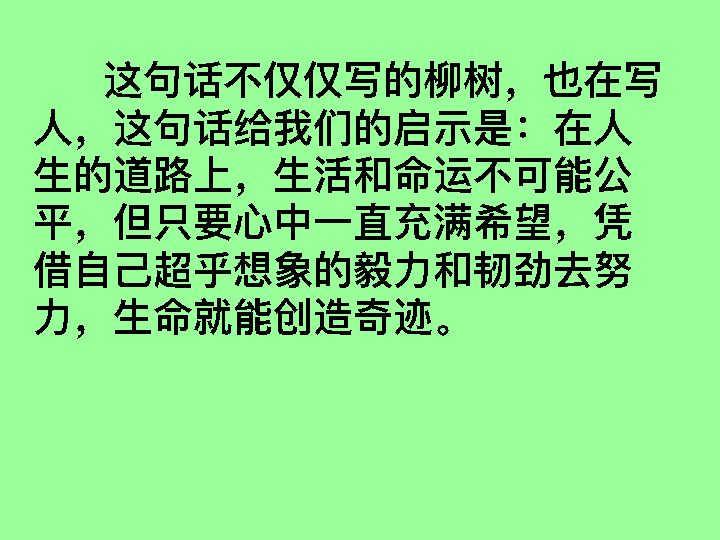 这句话不仅仅写的柳树，也在写
人，这句话给我们的启示是：在人
生的道路上，生活和命运不可能公
平，但只要心中一直充满希望，凭
借自己超乎想象的毅力和韧劲去努
力，生命就能创造奇迹。